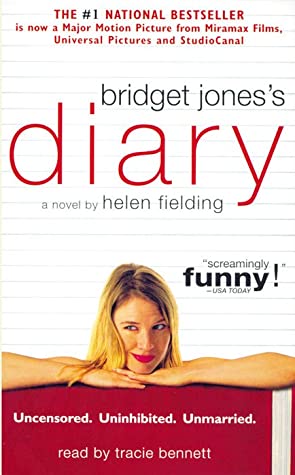 THE #1 NATIONAL BESTSELLER
is now a Major Motion Picture from Miramax Films,
Universal Pictures and StudioCanal
bridget jones's
diary
a novel by helen fielding
"screamingly
funny!"
—USA TODAY
Uncensored. Uninhibited. Unmarried.
read by tracie bennett